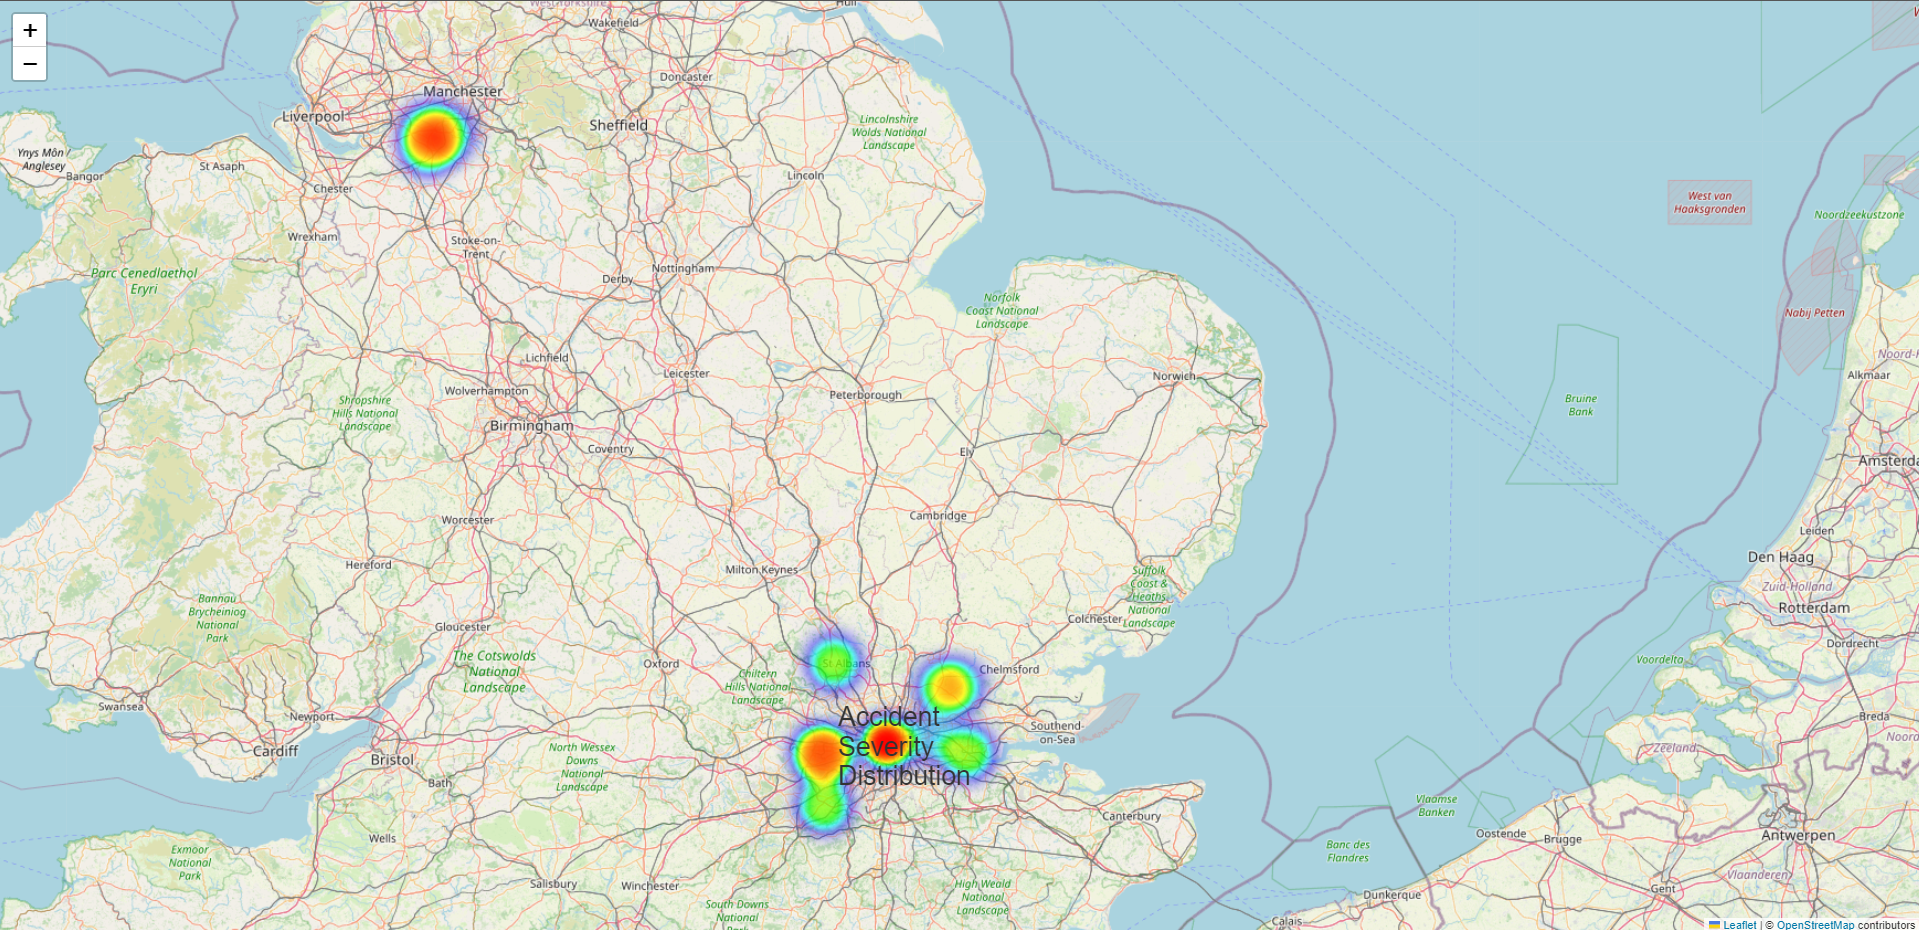 +
−
West Yorkshire
Wakefield
Hull
Doncaster
Manchester
Liverpool
Sheffield
Lincolnshire
Wolds National
Landscape
Ynys Môn
/ Anglesey
Bangor
St Asaph
Chester
Lincoln
West van
Haaksgronden
Noordzeekustzone
Wrexham
Stoke-on-
Trent
Derby
Nottingham
Parc Cenedlaethol
Eryri
Norfolk
Coast National
Landscape
Nabij Petten
Noord-H
Lichfield
Leicester
Norwich
Alkmaar
Wolverhampton
Shropshire
Hills National
Landscape
Peterborough
Bruine
Bank
Birmingham
Coventry
Ely
Amsterda
Worcester
Cambridge
Leiden
Den Haag
Hereford
Milton Keynes
Suffolk
Coast &
Heaths
National
Landscape
Zuid-Holland
Rotterdam
Bannau
Brycheiniog
National
Park
Gloucester
Colchester
Dordrecht
The Cotswolds
National
Landscape
Oxford
St Albans
Chelmsford
Voordelta
Chiltern
Hills National
Landscape
Swansea
Newport
Accident
Severity
Distribution
Southend-
on-Sea
Breda
Noord
Cardiff
Bristol
North Wessex
Downs
National
Landscape
Zeeland
Bath
Canterbury
Vlaamse
Banken
Wells
Oostende
Brugge
Antwerpen
Exmoor
National
Park
Banc des
Flandres
Salisbury
Winchester
High Weald
National
Landscape
Dunkerque
Gent
Vlaanderen
South Downs
National
Park
Calais
Leaflet | © OpenStreetMap contributors